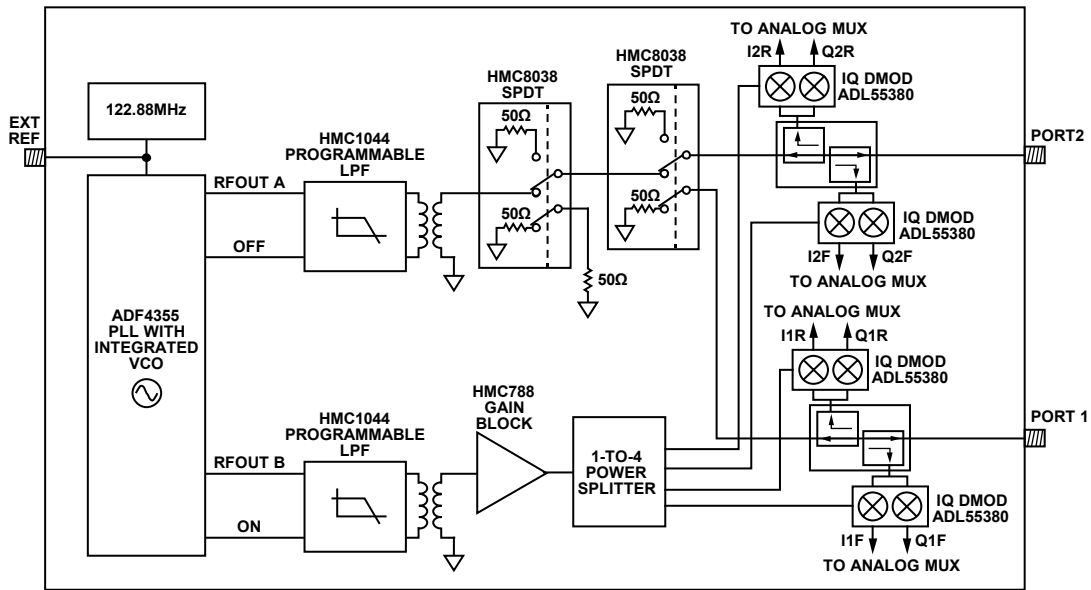 TO ANALOG MUX
I2R
Q2R
IQ DMOD
ADL55380
HMC8038
SPDT
HMC8038
SPDT
122.88MHz
50Ω
50Ω
EXT
REF
HMC1044
PROGRAMMABLE
LPF
PORT2
RFOUT A
50Ω
50Ω
IQ DMOD
ADL55380
OFF
50Ω
I2F
Q2F
TO ANALOG MUX
ADF4355
PLL WITH
INTEGRATED
VCO
TO ANALOG MUX
I1R
Q1R
IQ DMOD
ADL55380
HMC1044
PROGRAMMABLE
LPF
HMC788
GAIN
BLOCK
PORT 1
RFOUT B
1-TO-4
POWER
SPLITTER
ON
IQ DMOD
ADL55380
I1F
Q1F
TO ANALOG MUX